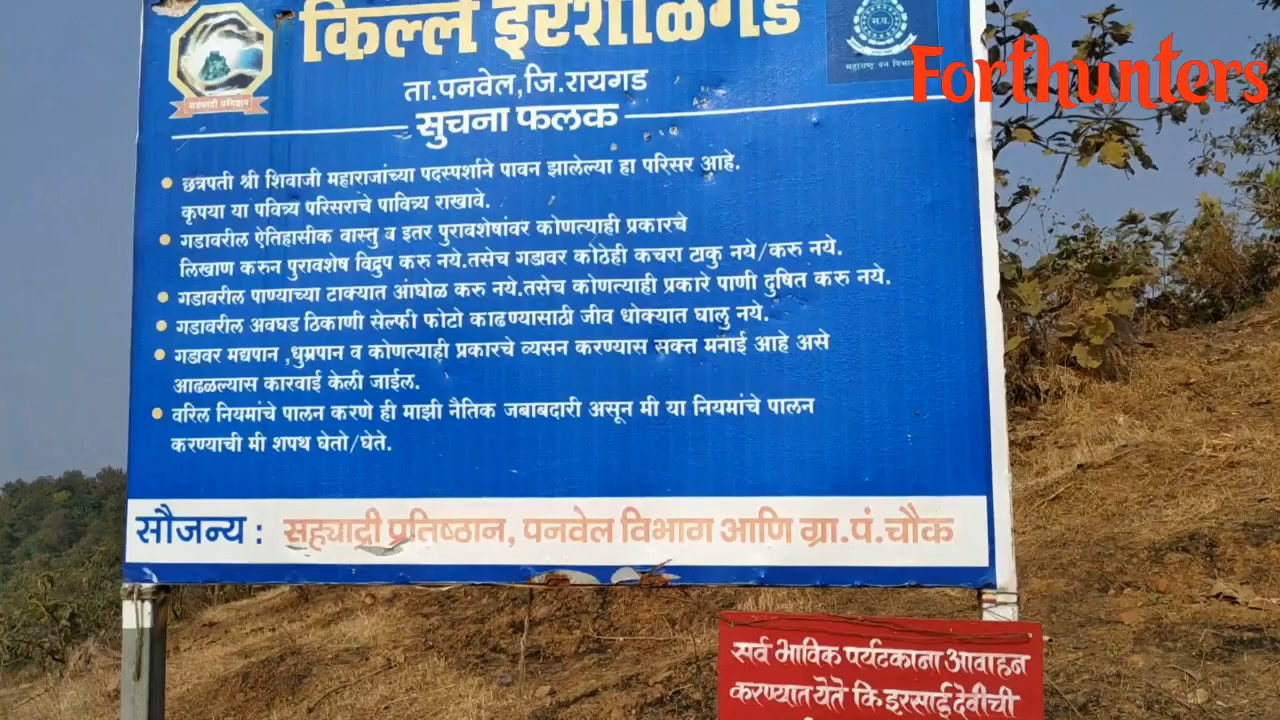 किल्ले इरशाळगड
सह्याद्री प्रतिष्ठान
म.व.
महाराष्ट्र वन विभाग
Forthunters
ता.पनवेल,जि.रायगड
सुचना फलक
छत्रपती श्री शिवाजी महाराजांच्या पदस्पर्शाने पावन झालेल्या हा परिसर आहे.
कृपया या पवित्र्य परिसराचे पावित्र्य राखावे.
गडावरील ऐतिहासीक वास्तु व इतर पुरावशेषांवर कोणत्याही प्रकारचे
लिखाण करुन पुरावशेष विद्रुप करु नये.तसेच गडावर कोठेही कचरा टाकु नये/करु नये.
गडावरील पाण्याच्या टाक्यात आंघोळ करु नये.तसेच कोणत्याही प्रकारे पाणी दुषित करु नये.
गडावरील अवघड ठिकाणी सेल्फी फोटो काढण्यासाठी जीव धोक्यात घालु नये.
गडावर मद्यपान ,धुम्रपान व कोणत्याही प्रकारचे व्यसन करण्यास सक्त मनाई आहे असे
आढळल्यास कारवाई केली जाईल.
वरिल नियमांचे पालन करणे ही माझी नैतिक जबाबदारी असून मी या नियमांचे पालन
करण्याची मी शपथ घेतो/घेते.
सौजन्य : सह्याद्री प्रतिष्ठान, पनवेल विभाग आणि ग्रा.पं.चौक
सर्व भाविक पर्यटकाना आवाहन
करण्यात येते कि.इरसाई देवीची